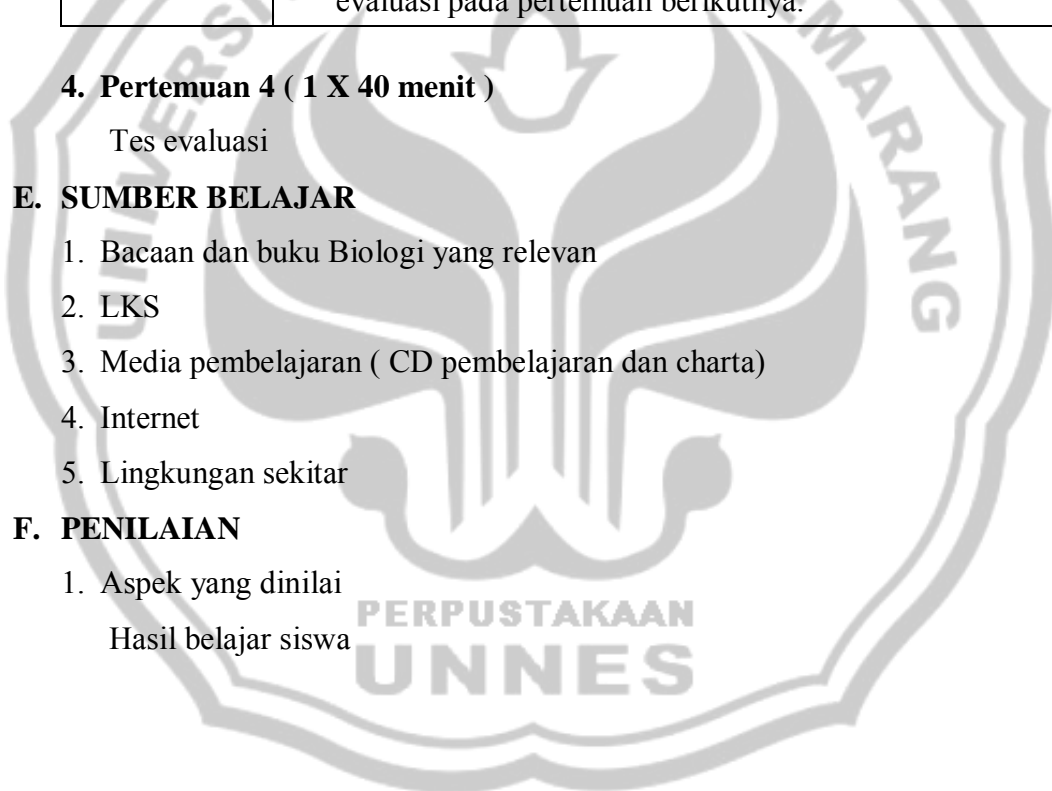 evaluasi pada pertemuan berikutnya.
4. Pertemuan 4 ( 1 X 40 menit )
Tes evaluasi
E. SUMBER BELAJAR
1. Bacaan dan buku Biologi yang relevan
2. LKS
3. Media pembelajaran ( CD pembelajaran dan charta)
4. Internet
5. Lingkungan sekitar
F. PENILAIAN
1. Aspek yang dinilai
Hasil belajar siswa
PERPUSTAKAAN
UNNES